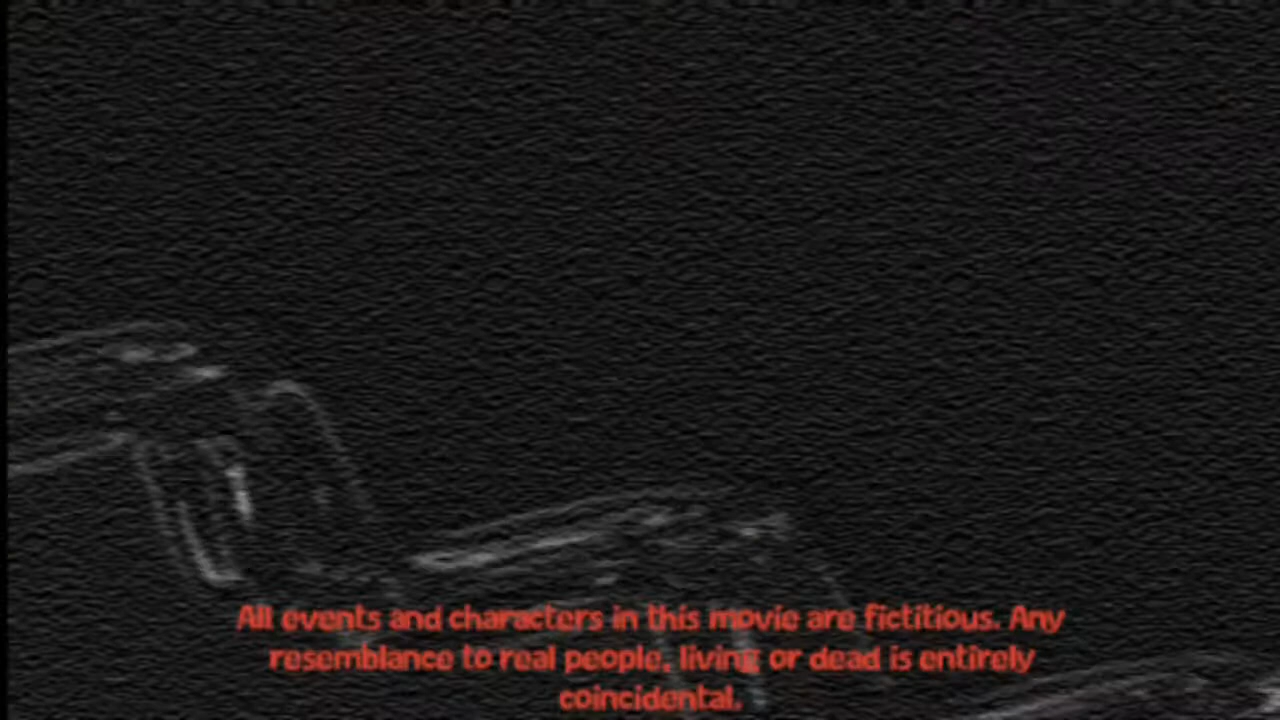 All events and characters in this movie are fictitious. Any
resemblance to real people, living or dead is entirely
coincidental.